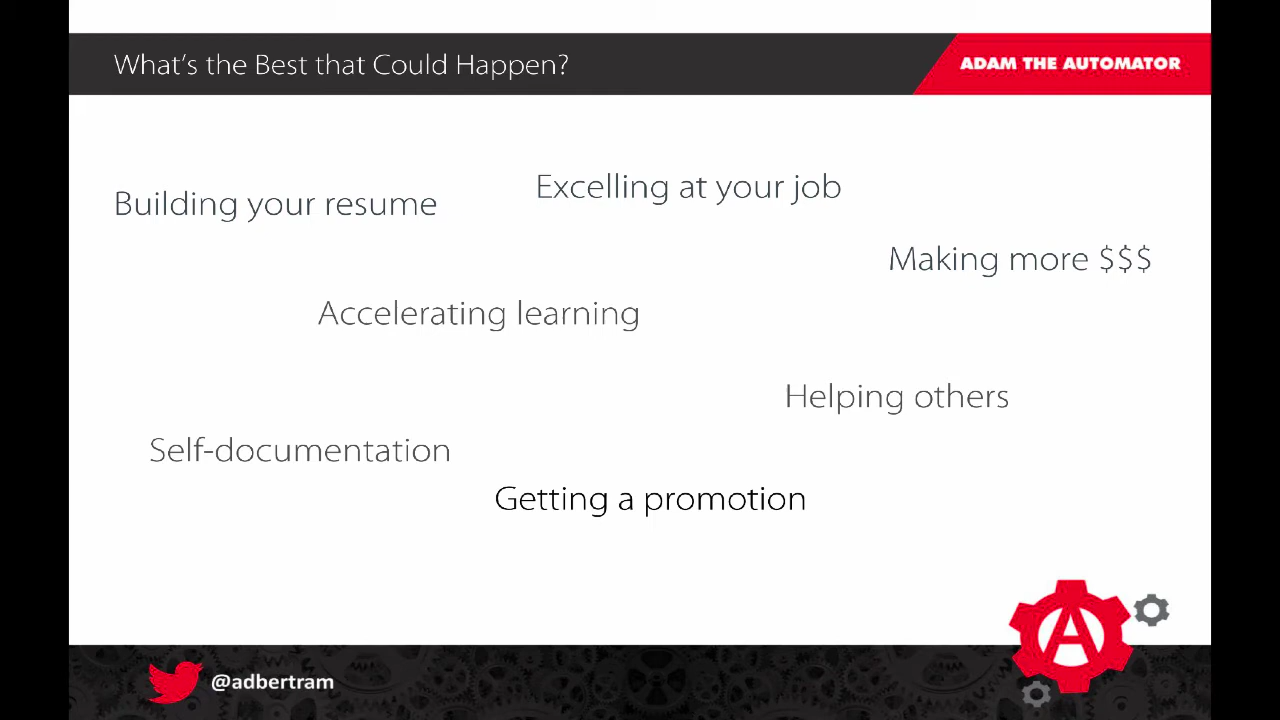 What's the Best that Could Happen?
ADAM THE AUTOMATOR
Excelling at your job
Building your resume
Making more $$$
Accelerating learning
Helping others
Self-documentation
Getting a promotion
A
@adbertram